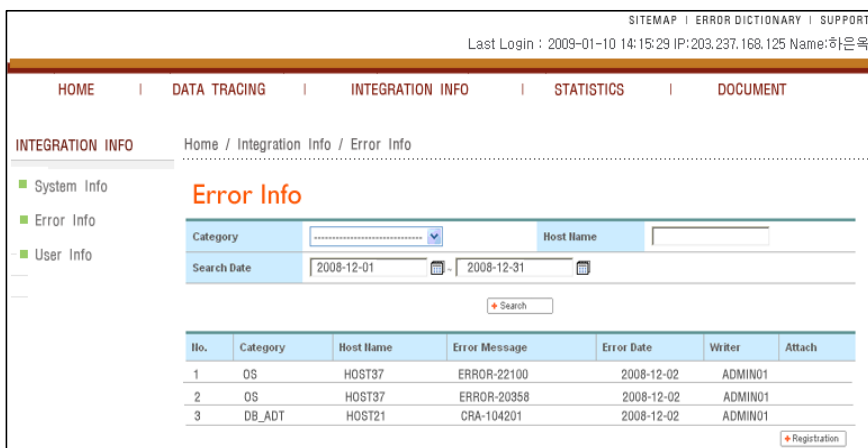 SITEMAP | ERROR DICTIONARY | SUPPORT
Last Login : 2009-01-10 14:15:29 IP:203.237.168.125 Name:하은옥
HOME | DATA TRACING | INTEGRATION INFO | STATISTICS | DOCUMENT
INTEGRATION INFO
System Info
Error Info
User Info
Home / Integration Info / Error Info
Error Info
Category ------------------------------ Host Name
Search Date 2008-12-01 ~ 2008-12-31
+ Search
No. Category Host Name Error Message Error Date Writer Attach
1 OS HOST37 ERROR-22100 2008-12-02 ADMIN01
2 OS HOST37 ERROR-20358 2008-12-02 ADMIN01
3 DB_ADT HOST21 CRA-104201 2008-12-02 ADMIN01
+ Registration